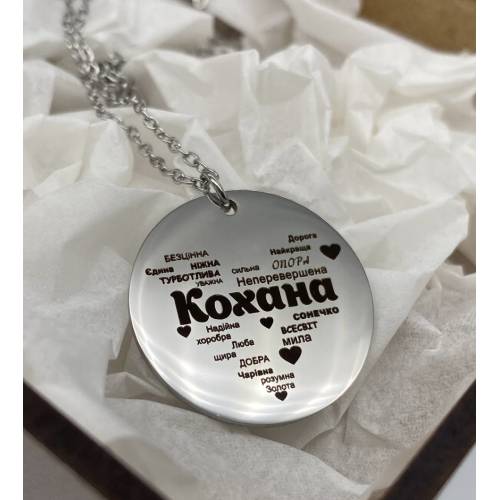 Дорога
БЕЗЦІННА Найкраща
Єдина НІЖНА сильна ОПОРА
ТУРБОТЛИВА Неперевершена
УВАЖНА
Кохана
Надійна СОНЕЧКО
хоробра ВСЕСВІТ
Люба МИЛА
щира ДОБРА
Чарівна
розумна
Золота